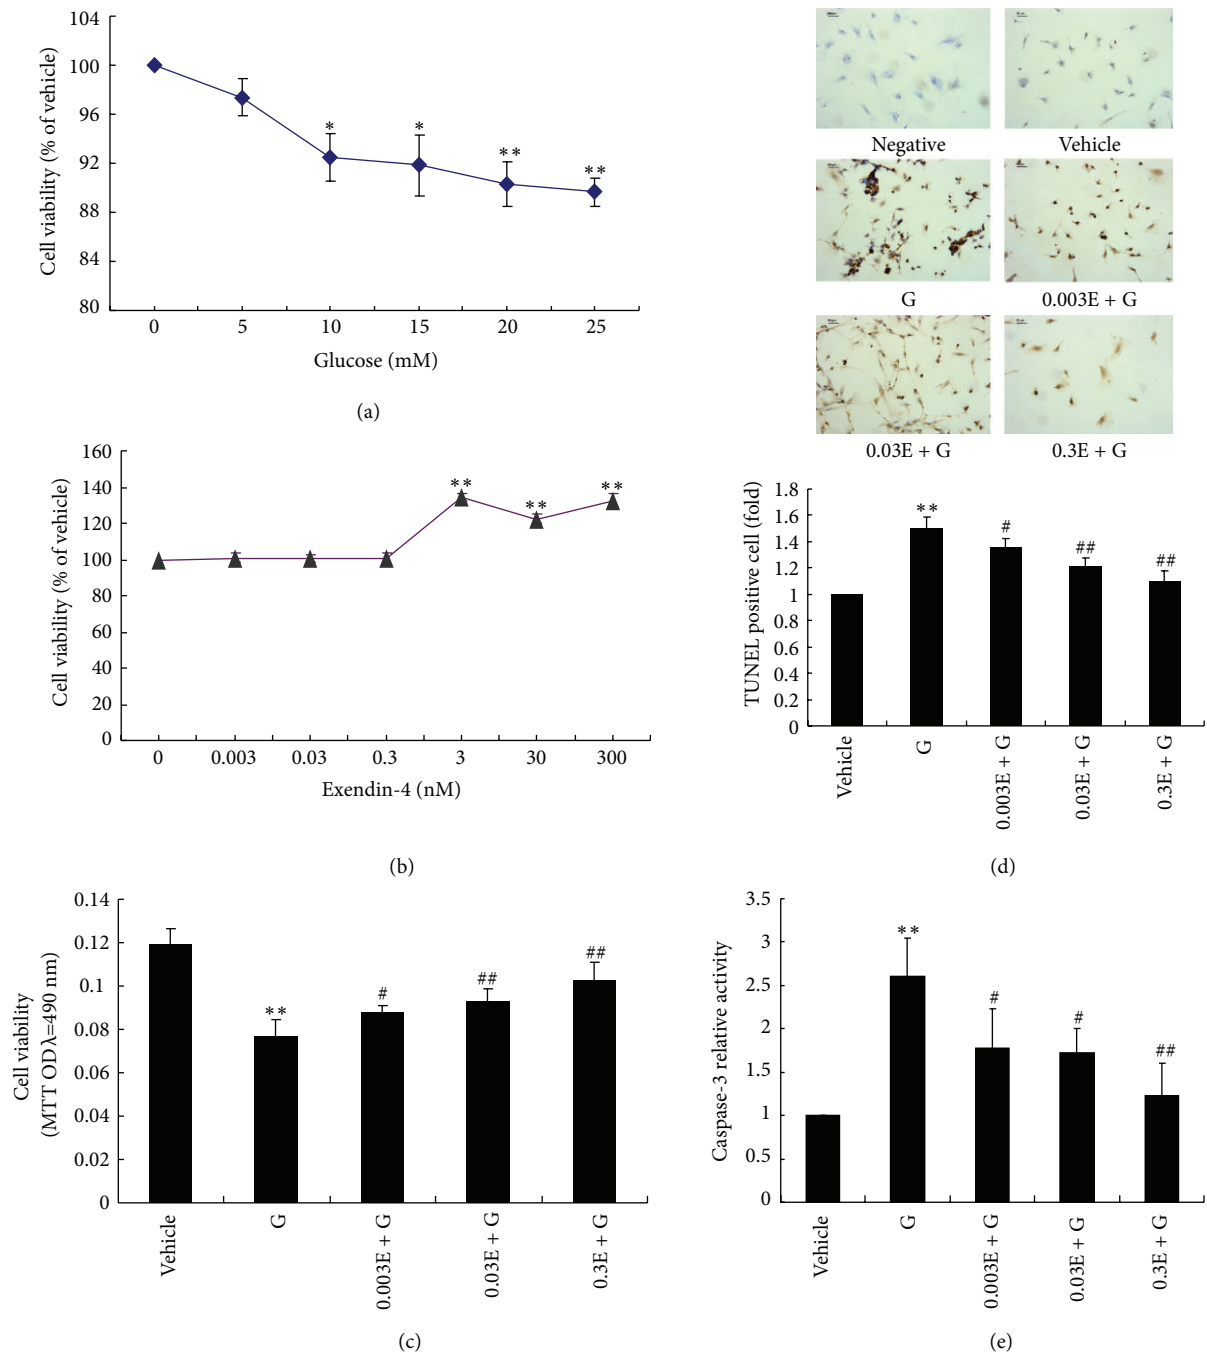 104
100
96
92
88
84
80
Cell viability (% of vehicle)
*
*
**
**
0 5 10 15 20 25
Glucose (mM)
(a)
160
140
120
100
80
60
40
20
0
Cell viability (% of vehicle)
**
**
**
0 0.003 0.03 0.3 3 30 300
Exendin-4 (nM)
(b)
0.14
0.12
0.1
0.08
0.06
0.04
0.02
0
Cell viability
(MTT OD λ=490 nm)
**
#
##
##
Vehicle
G
0.003E + G
0.03E + G
0.3E + G
(c)
Negative Vehicle
G 0.003E + G
0.03E + G 0.3E + G
1.8
1.6
1.4
1.2
1
0.8
0.6
0.4
0.2
0
TUNEL positive cell (fold)
**
#
##
##
Vehicle
G
0.003E + G
0.03E + G
0.3E + G
(d)
3.5
3
2.5
2
1.5
1
0.5
0
Caspase-3 relative activity
**
#
#
##
Vehicle
G
0.003E + G
0.03E + G
0.3E + G
(e)